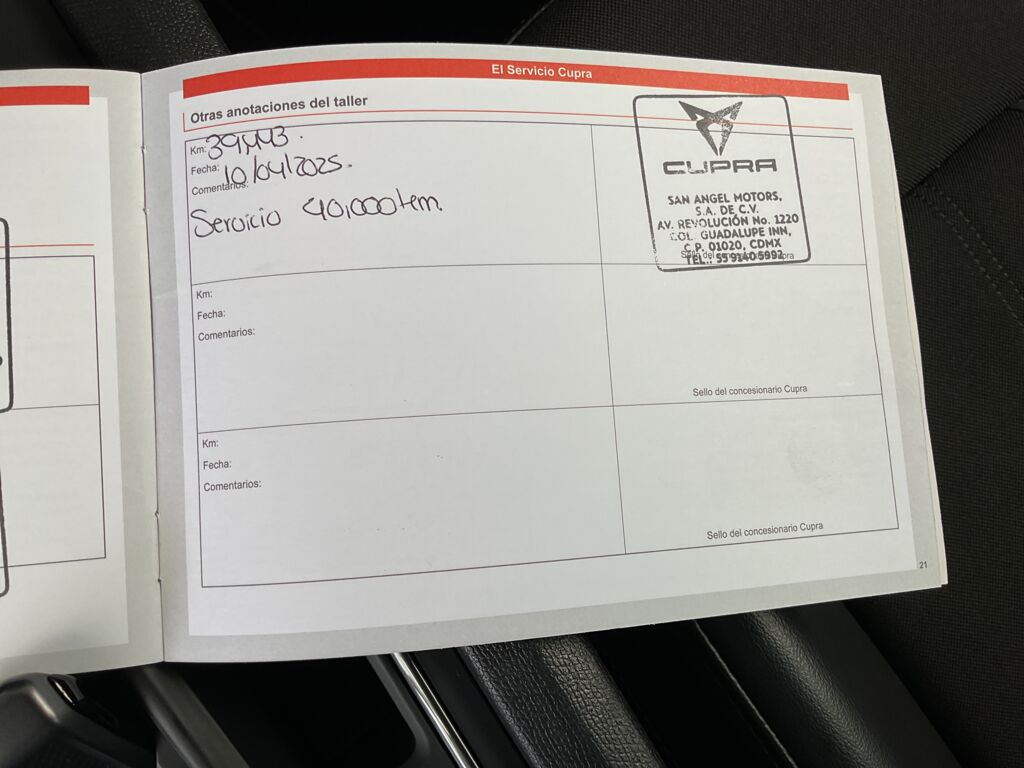 El Servicio Cupra
Otras anotaciones del taller
Km: 39,443.
Fecha: 10/04/2025.
Comentarios:
Servicio 40,000 km.
CUPRA
SAN ANGEL MOTORS,
S.A. DE C.V.
AV. REVOLUCIÓN No. 1220
COL. GUADALUPE INN,
C.P. 01020, CDMX
TEL.: 55 9140 5992
Km:
Fecha:
Comentarios:
Sello del concesionario Cupra
Km:
Fecha:
Comentarios:
Sello del concesionario Cupra
21